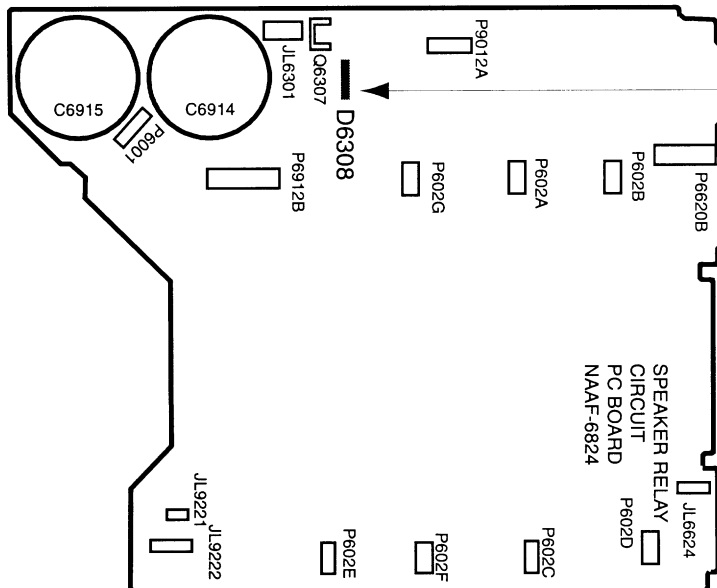 C6915
C6914
P6001
JL6301
Q6307
D6308
P9012A
P6912B
P602G
P602A
P602B
P6620B
SPEAKER RELAY
CIRCUIT
PC BOARD
NAAF-6824
JL9221
JL9222
P602E
P602F
P602C
P602D
JL6624